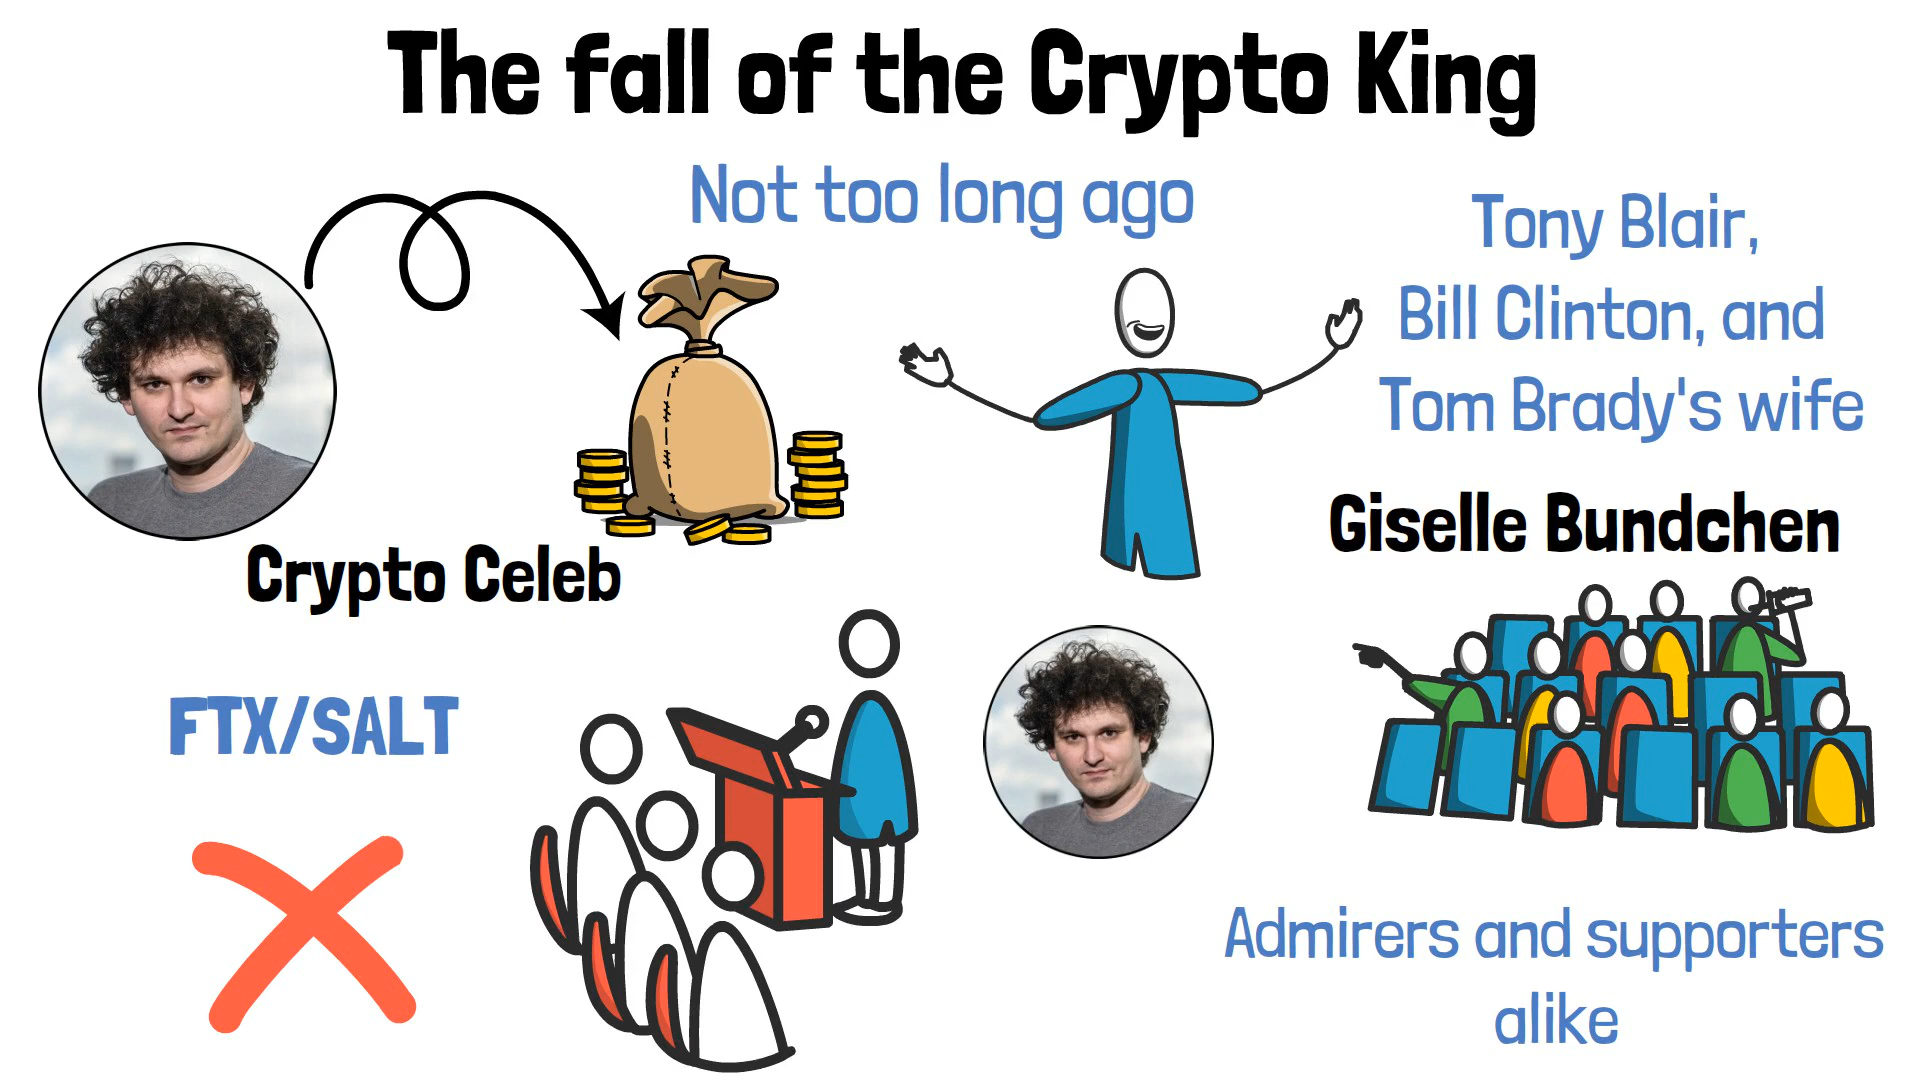 The fall of the Crypto King
Not too long ago
Tony Blair,
Bill Clinton, and
Tom Brady's wife
Giselle Bundchen
Crypto Celeb
FTX/SALT
Admirers and supporters
alike